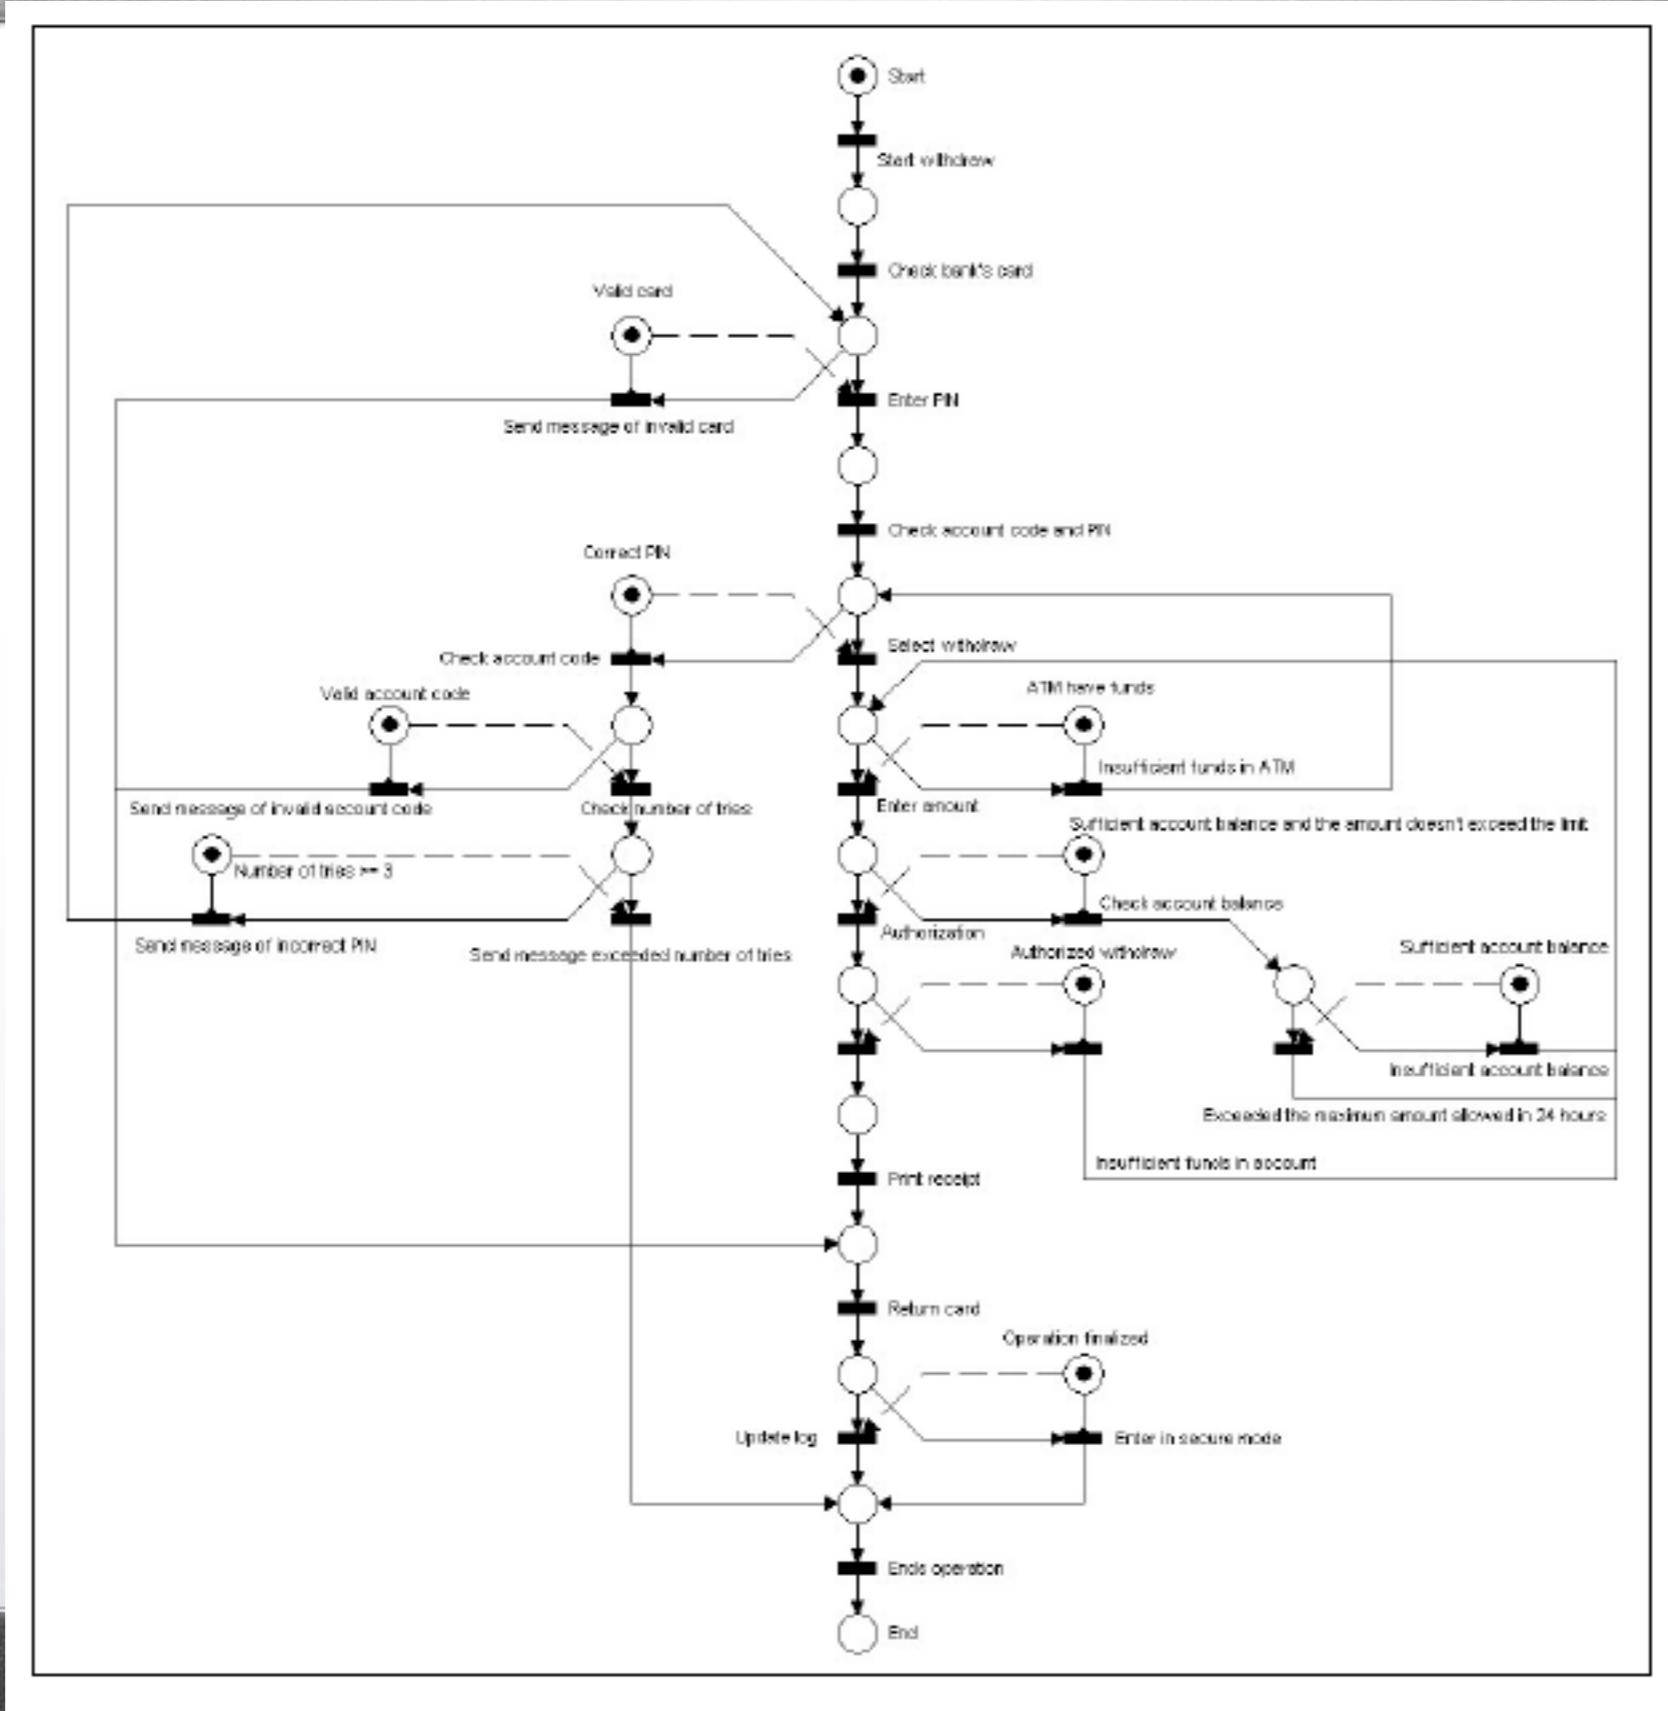 Start
Start withdraw
Check bank's card
Valid card
Enter PIN
Send message of invalid card
Check account code and PIN
Correct PIN
Select withdraw
Check account code
ATM have funds
Valid account code
Insufficient funds in ATM
Send message of invalid account code
Check number of tries
Enter amount
Sufficient account balance and the amount doesn't exceed the limit
Number of tries >= 3
Check account balance
Authorization
Send message of incorrect PIN
Send message exceeded number of tries
Authorized withdraw
Sufficient account balance
Insufficient account balance
Exceeded the maximum amount allowed in 24 hours
Insufficient funds in account
Print receipt
Return card
Operation finalized
Update log
Enter in secure mode
Ends operation
End